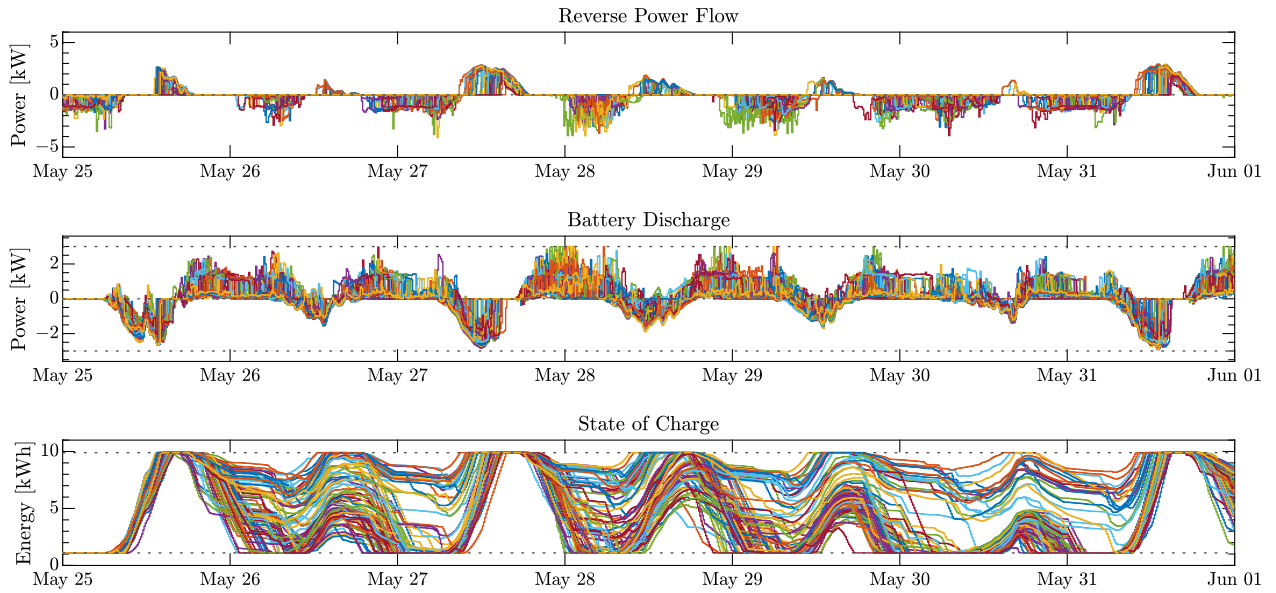 Reverse Power Flow
Power [kW]
5
0
−5
May 25 May 26 May 27 May 28 May 29 May 30 May 31 Jun 01
Battery Discharge
Power [kW]
2
0
−2
May 25 May 26 May 27 May 28 May 29 May 30 May 31 Jun 01
State of Charge
Energy [kWh]
10
5
0
May 25 May 26 May 27 May 28 May 29 May 30 May 31 Jun 01